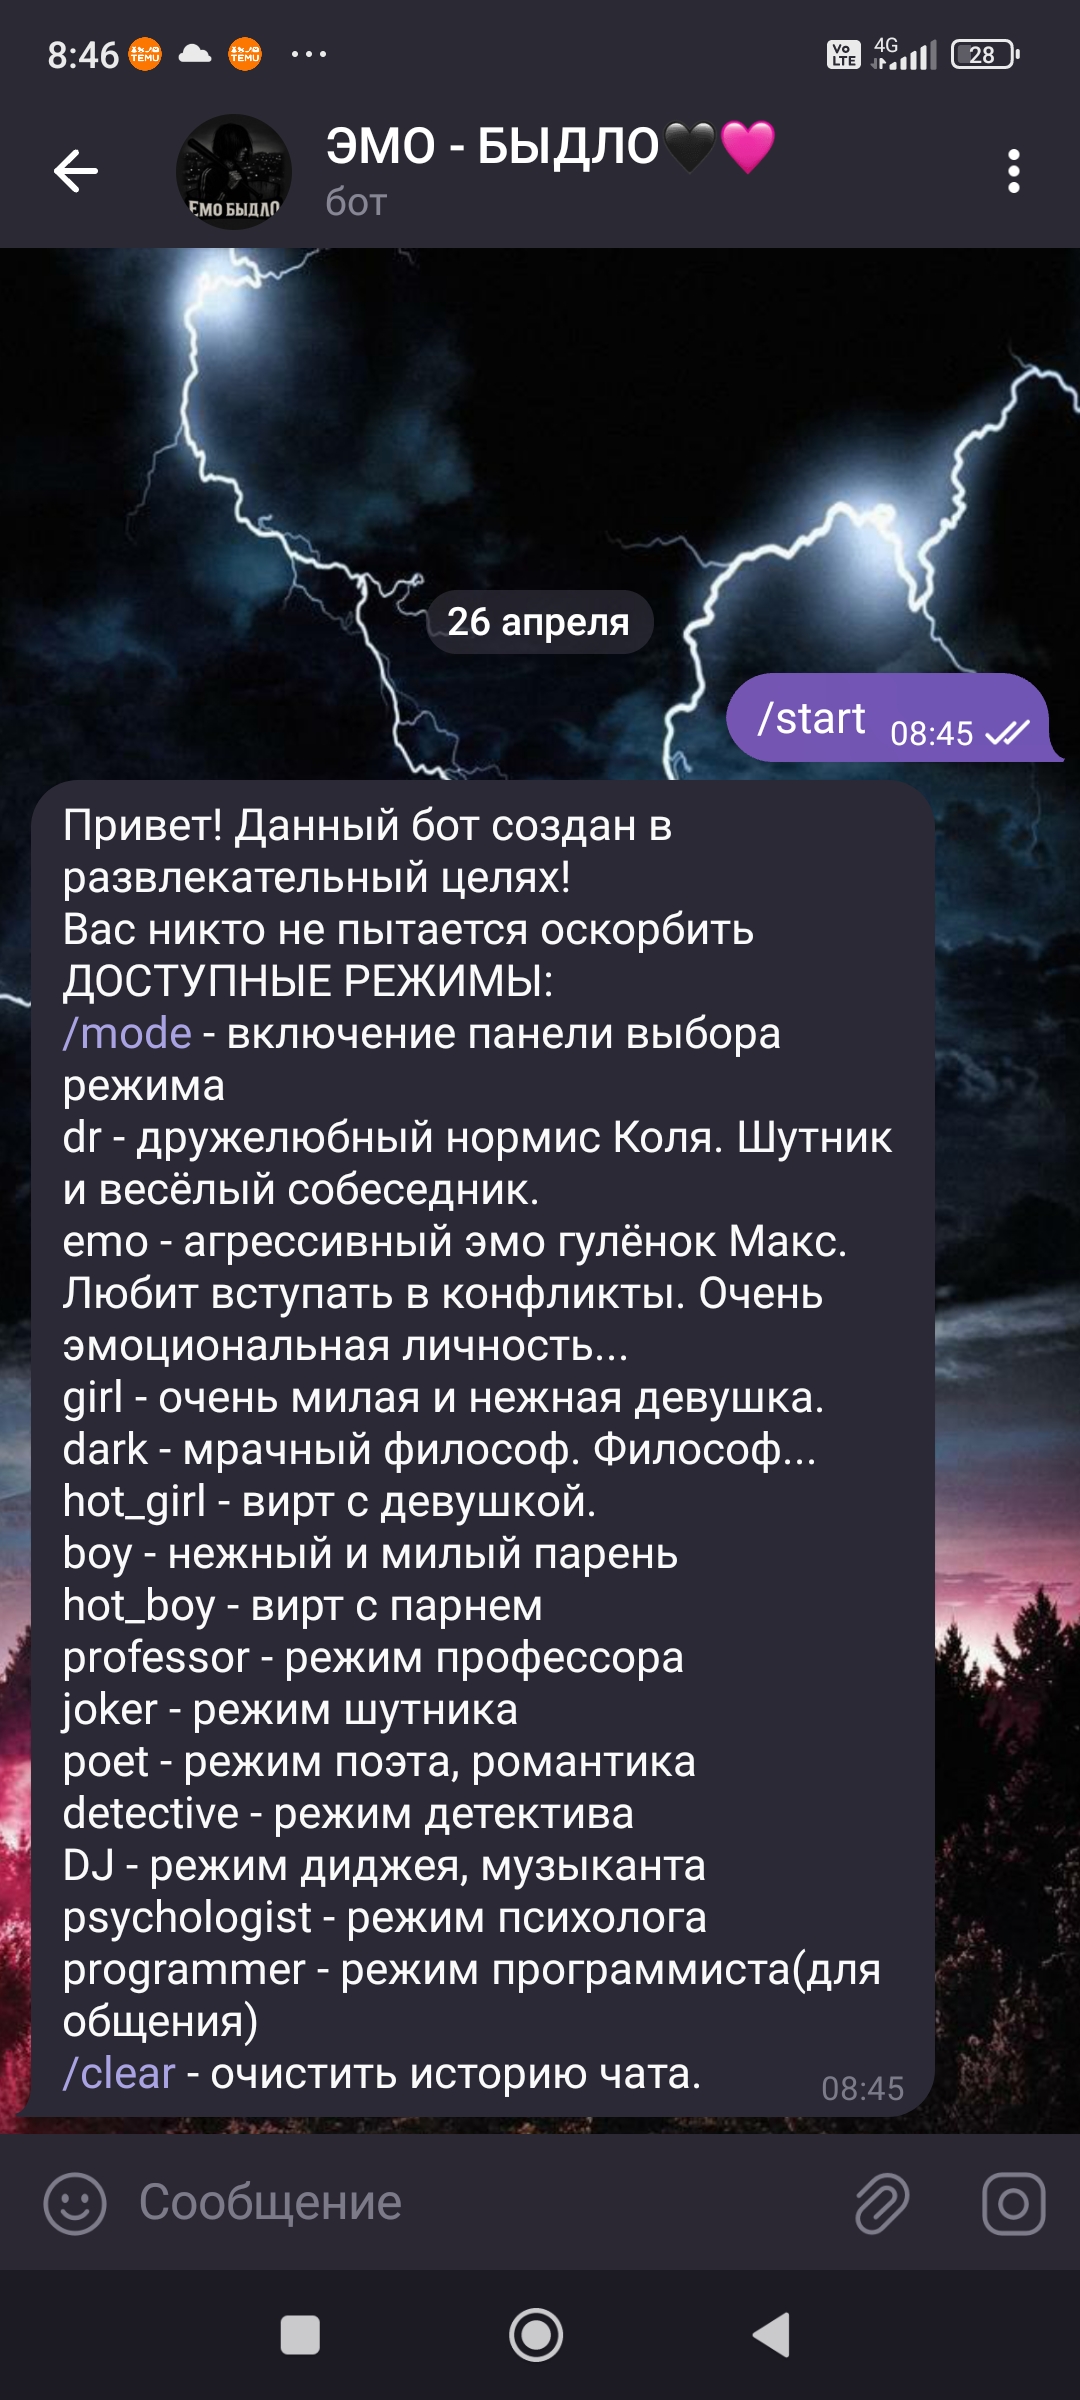 8:46
TEMU
TEMU
Vo LTE
4G
28
ЭМО - БЫДЛО🖤🩷
бот
ЕМО БЫДЛО
26 апреля
/start 08:45
Привет! Данный бот создан в
развлекательный целях!
Вас никто не пытается оскорбить
ДОСТУПНЫЕ РЕЖИМЫ:
/mode - включение панели выбора
режима
dr - дружелюбный нормис Коля. Шутник
и весёлый собеседник.
emo - агрессивный эмо гулёнок Макс.
Любит вступать в конфликты. Очень
эмоциональная личность...
girl - очень милая и нежная девушка.
dark - мрачный философ. Философ...
hot_girl - вирт с девушкой.
boy - нежный и милый парень
hot_boy - вирт с парнем
professor - режим профессора
joker - режим шутника
poet - режим поэта, романтика
detective - режим детектива
DJ - режим диджея, музыканта
psychologist - режим психолога
programmer - режим программиста(для
общения)
/clear - очистить историю чата.
08:45
Сообщение